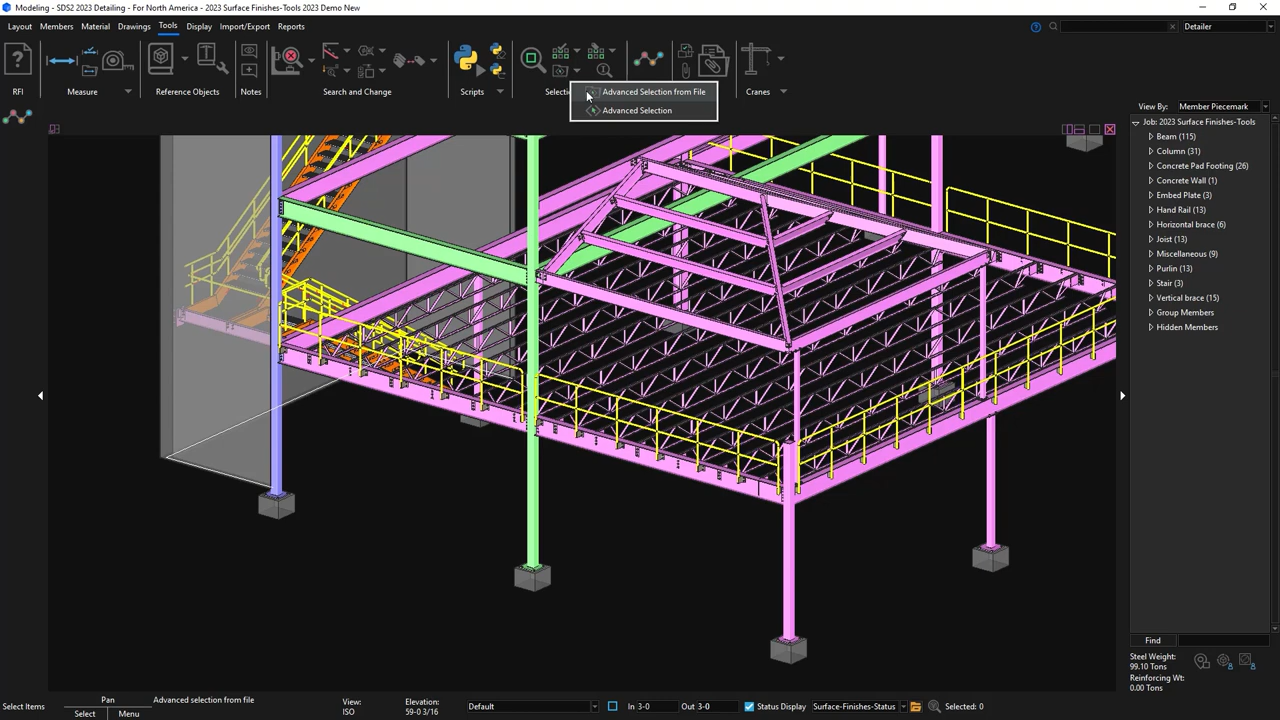 Modeling - SDS2 2023 Detailing - For North America - 2023 Surface Finishes-Tools 2023 Demo New
Layout Members Material Drawings Tools Display Import/Export Reports
Detailer
RFI Measure Reference Objects Notes Search and Change Scripts Cranes
Advanced Selection from File
Advanced Selection
View By: Member Piecemark
Job: 2023 Surface Finishes-Tools
Beam (115)
Column (31)
Concrete Pad Footing (26)
Concrete Wall (1)
Embed Plate (3)
Hand Rail (13)
Horizontal brace (6)
Joist (13)
Miscellaneous (9)
Purlin (13)
Stair (3)
Vertical brace (15)
Group Members
Hidden Members
Find
Steel Weight:
99.10 Tons
Reinforcing Wt:
0.00 Tons
Select Items
Pan
Select Menu
Advanced selection from file
View:
ISO
Elevation:
59-0 3/16
Default
In 3-0 Out 3-0
Status Display
Surface-Finishes-Status
Selected: 0